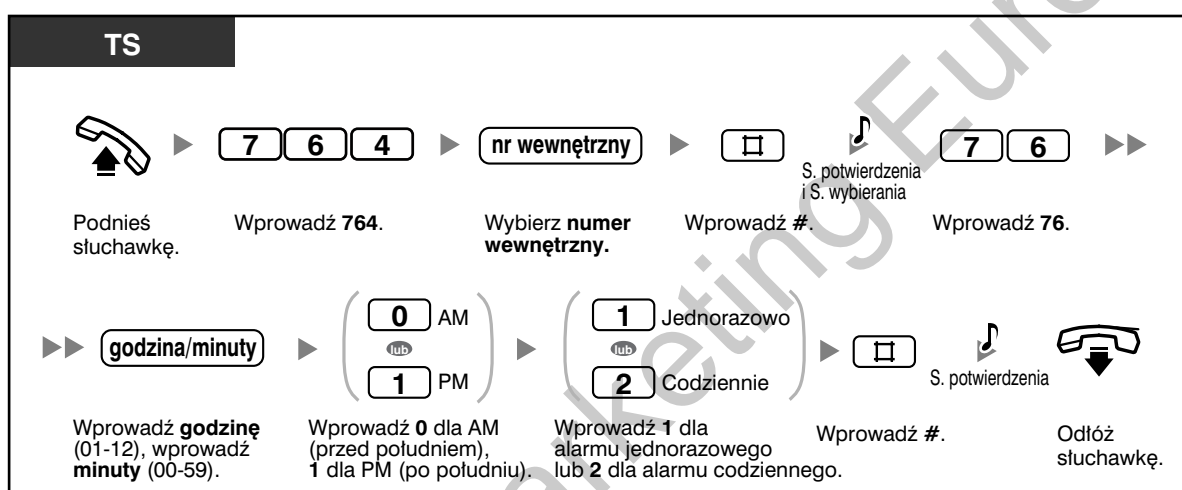 TS
7 6 4
nr wewnętrzny
S. potwierdzenia
i S. wybierania
7 6
Podnieś
słuchawkę.
Wprowadź 764.
Wybierz numer
wewnętrzny.
Wprowadź #.
Wprowadź 76.
godzina/minuty
0 AM
lub
1 PM
1 Jednorazowo
lub
2 Codziennie
S. potwierdzenia
Wprowadź godzinę
(01-12), wprowadź
minuty (00-59).
Wprowadź 0 dla AM
(przed południem),
1 dla PM (po południu).
Wprowadź 1 dla
alarmu jednorazowego
lub 2 dla alarmu codziennego.
Wprowadź #.
Odłóż
słuchawkę.